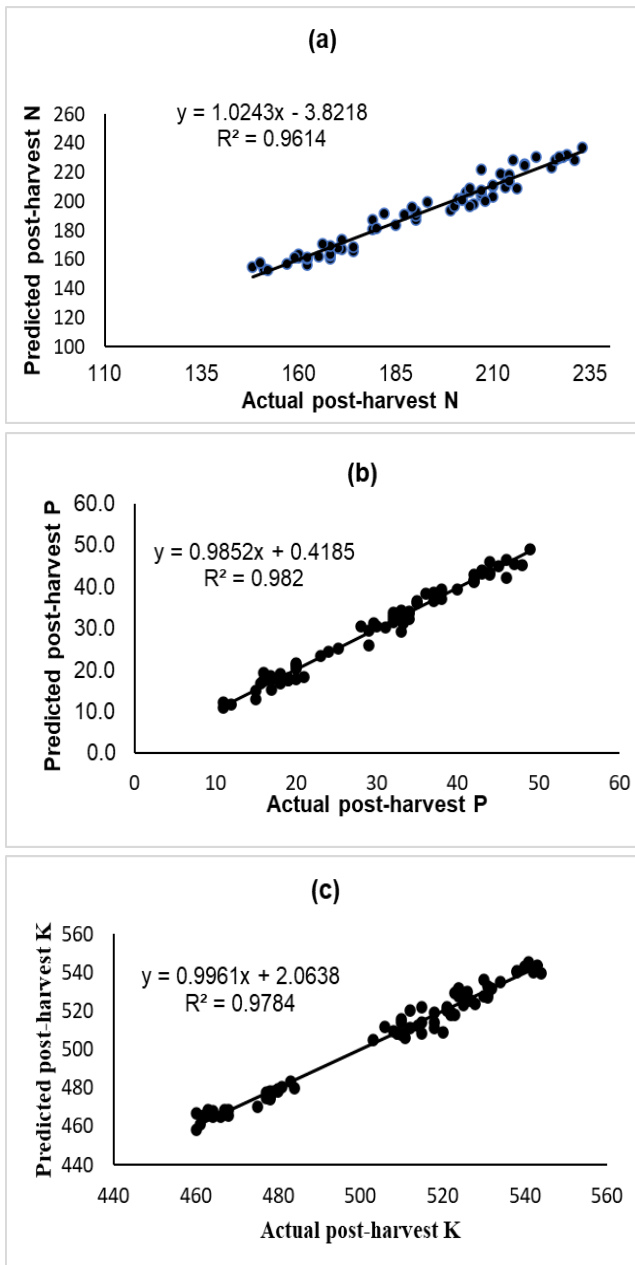 (a)
y = 1.0243x - 3.8218
R² = 0.9614
Predicted post-harvest N
260
240
220
200
180
160
140
120
100
110 135 160 185 210 235
Actual post-harvest N
(b)
y = 0.9852x + 0.4185
R² = 0.982
Predicted post-harvest P
60.0
50.0
40.0
30.0
20.0
10.0
0.0
0 10 20 30 40 50 60
Actual post-harvest P
(c)
y = 0.9961x + 2.0638
R² = 0.9784
Predicted post-harvest K
560
540
520
500
480
460
440
440 460 480 500 520 540 560
Actual post-harvest K